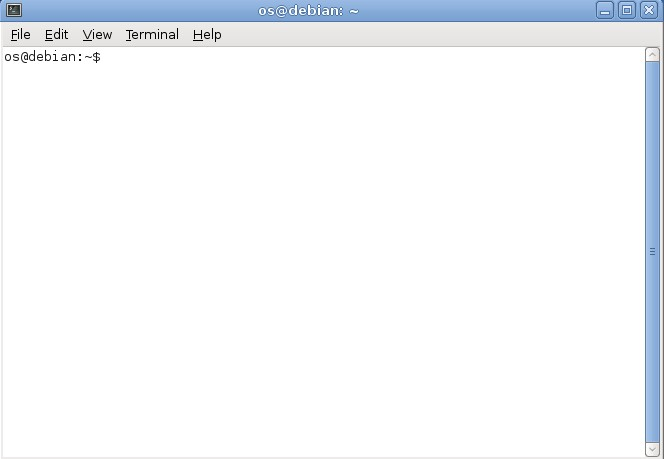 os@debian: ~
File Edit View Terminal Help
os@debian:~$